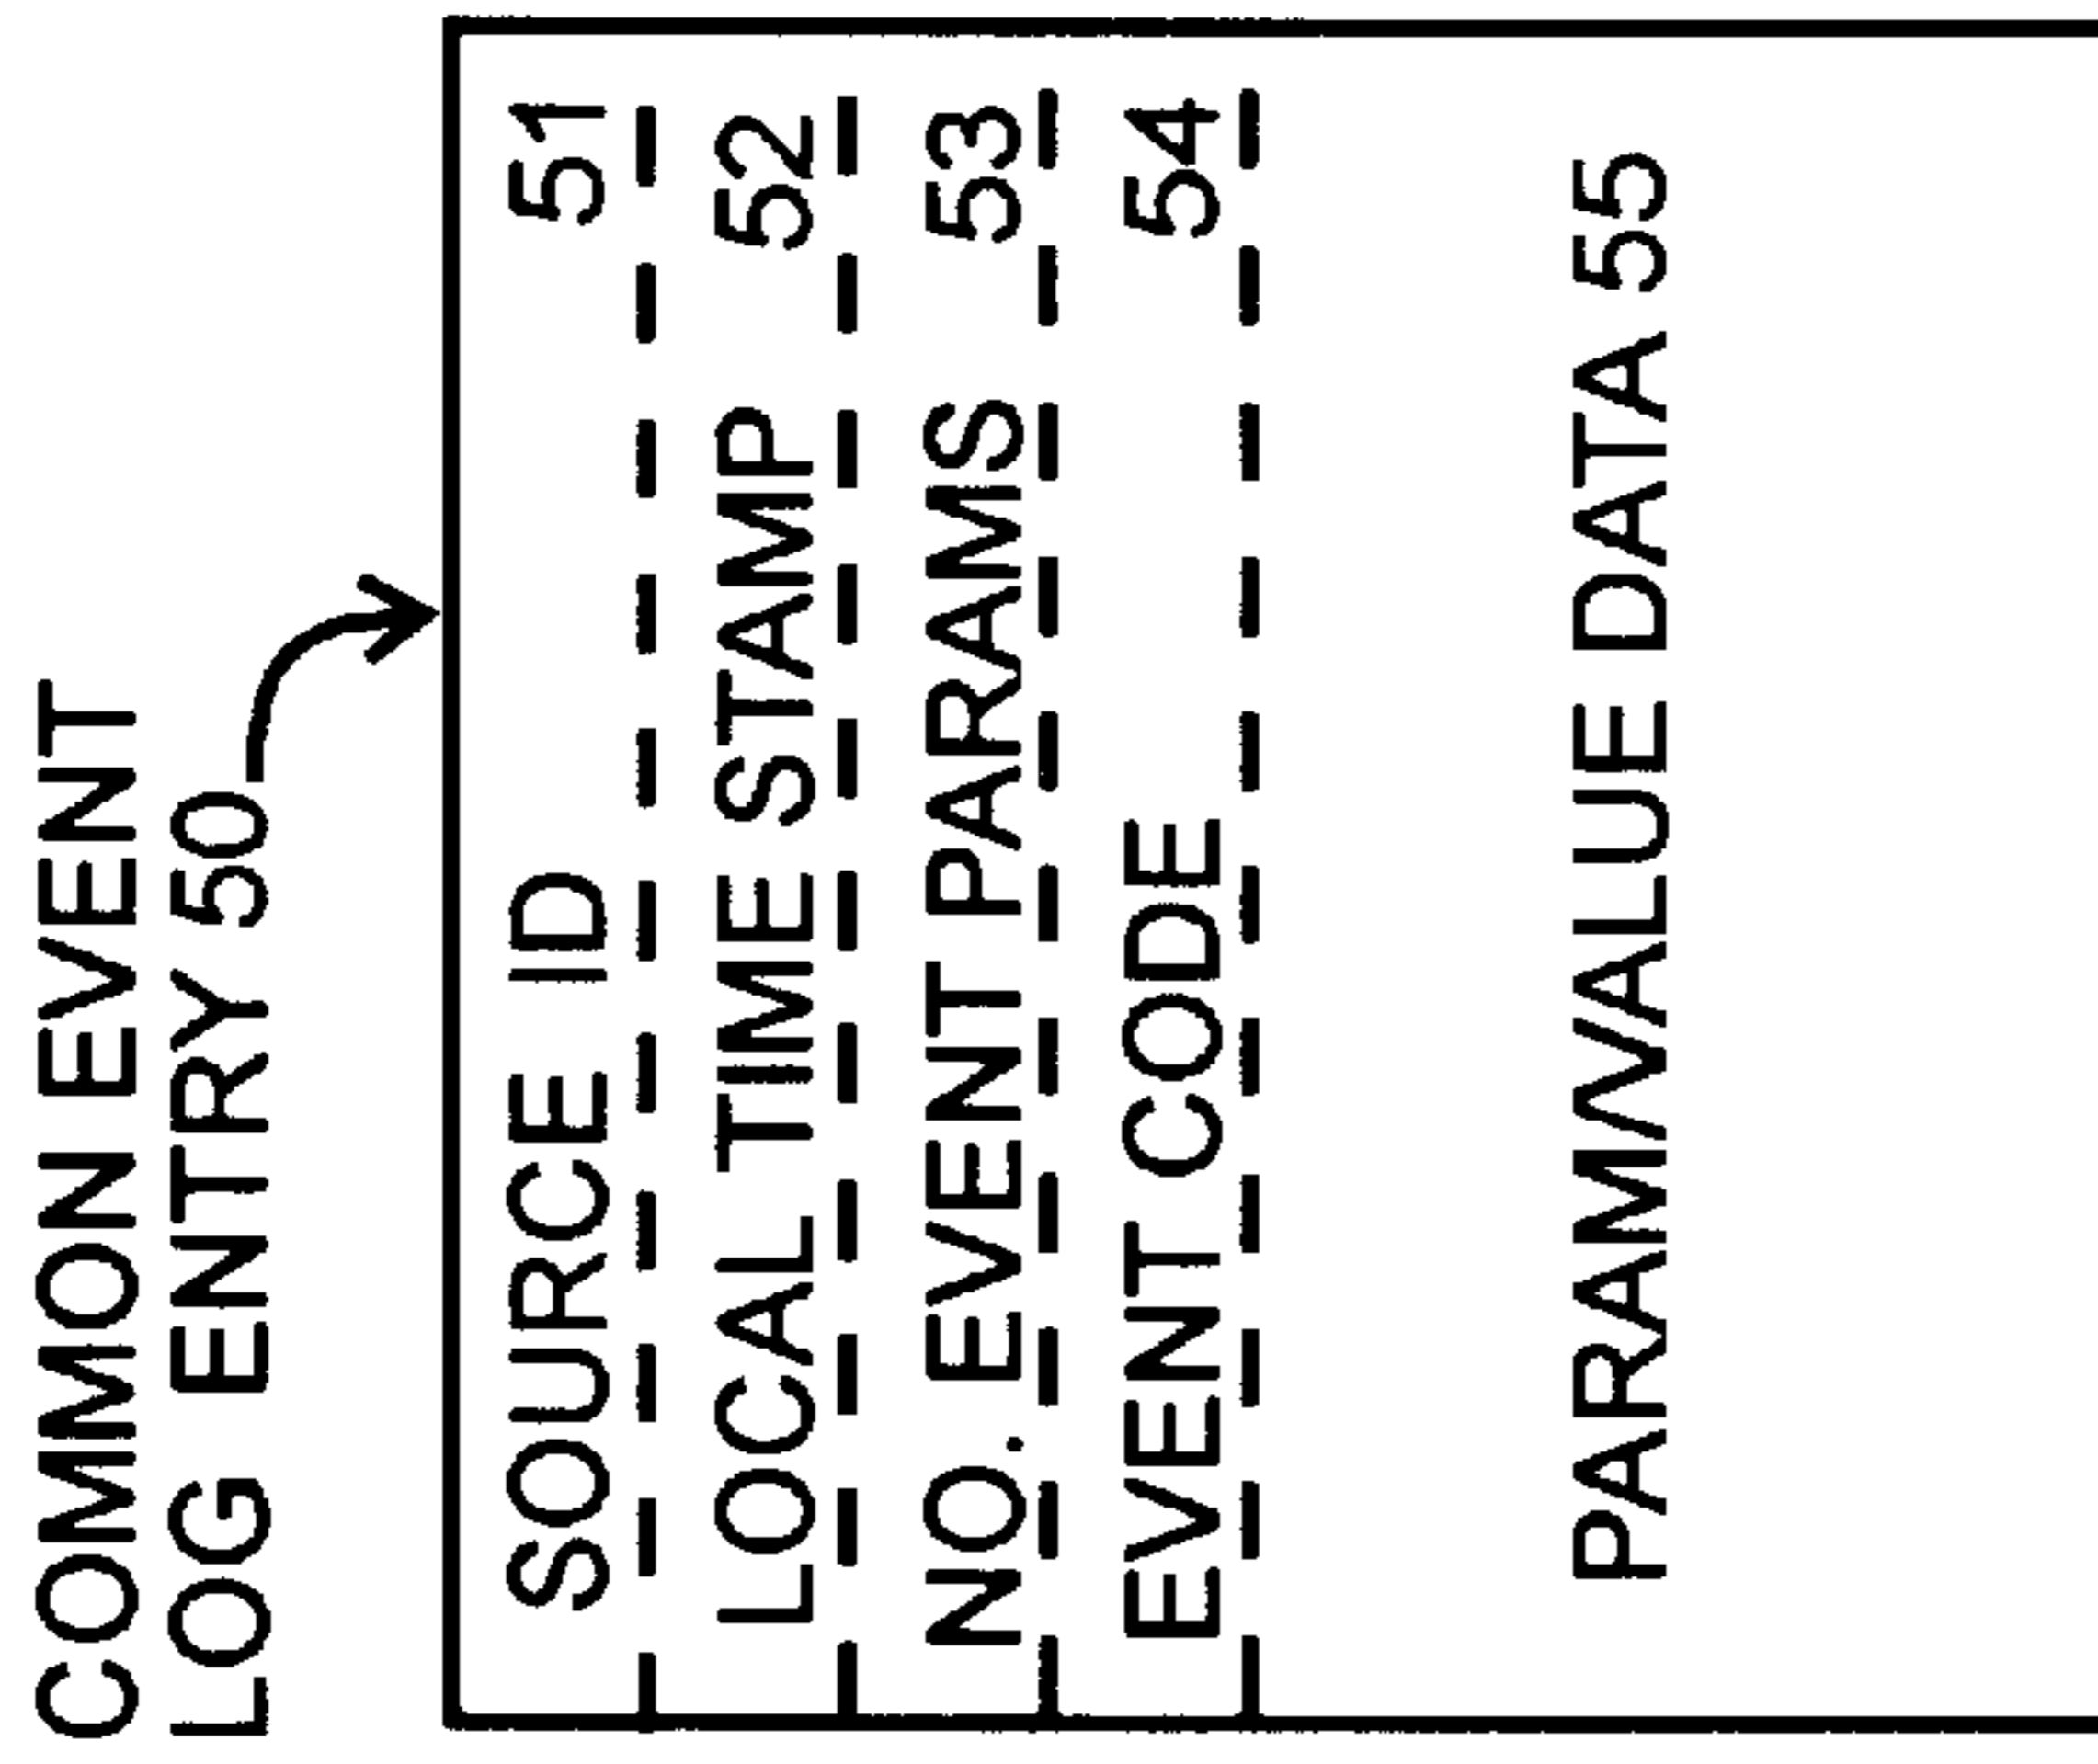 COMMON EVENT
LOG ENTRY 50
SOURCE ID 51
LOCAL TIME STAMP 52
NO. EVENT PARAMS 53
EVENT CODE 54
PARAM/VALUE DATA 55